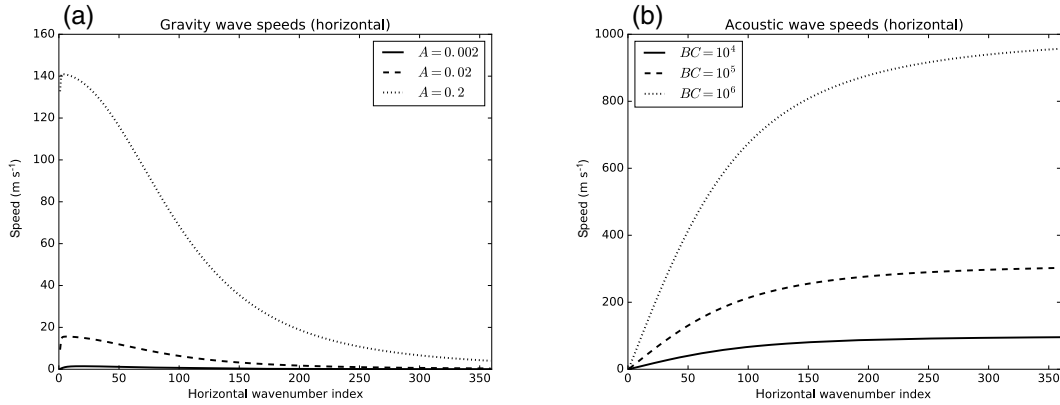 (a)
Gravity wave speeds (horizontal)
160
140
120
100
80
60
40
20
0
Speed (m s⁻¹)
A = 0.002
A = 0.02
A = 0.2
0 50 100 150 200 250 300 350
Horizontal wavenumber index
(b)
Acoustic wave speeds (horizontal)
1000
800
600
400
200
0
Speed (m s⁻¹)
BC = 10⁴
BC = 10⁵
BC = 10⁶
0 50 100 150 200 250 300 350
Horizontal wavenumber index